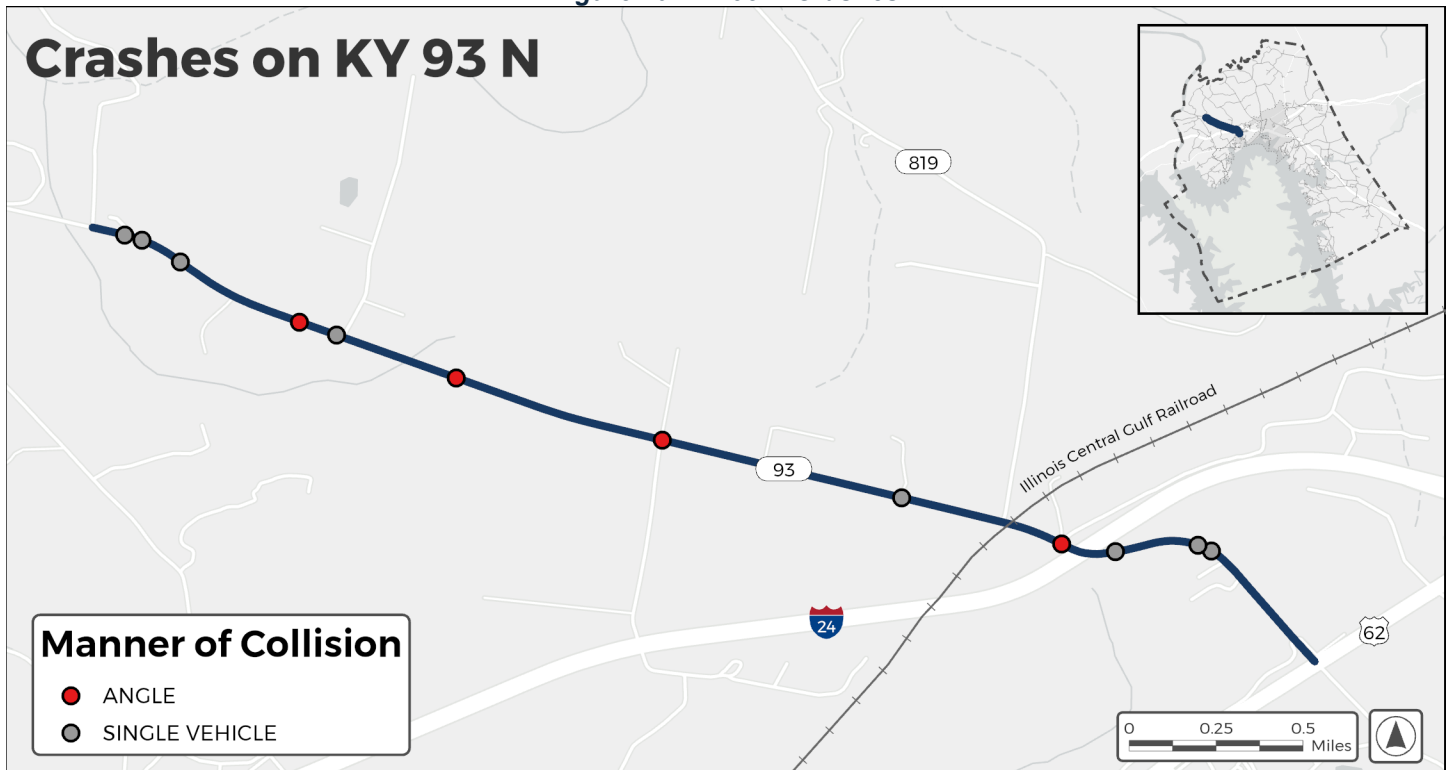 Crashes on KY 93 N
819
93
Illinois Central Gulf Railroad
24
62
Manner of Collision
ANGLE
SINGLE VEHICLE
0 0.25 0.5
Miles